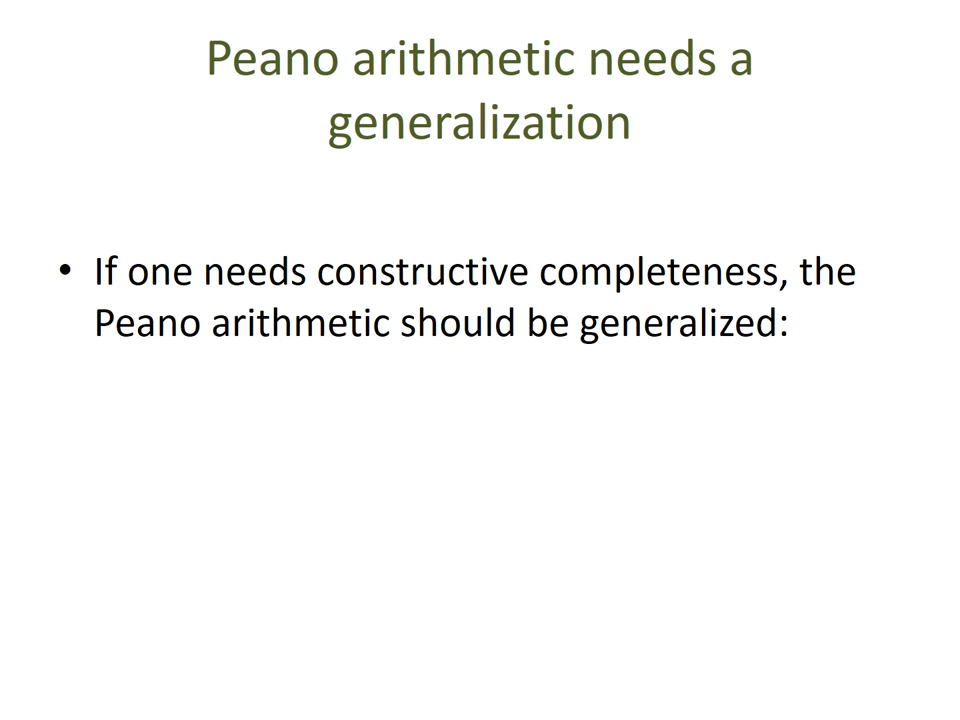 Peano arithmetic needs a
generalization
• If one needs constructive completeness, the
Peano arithmetic should be generalized: